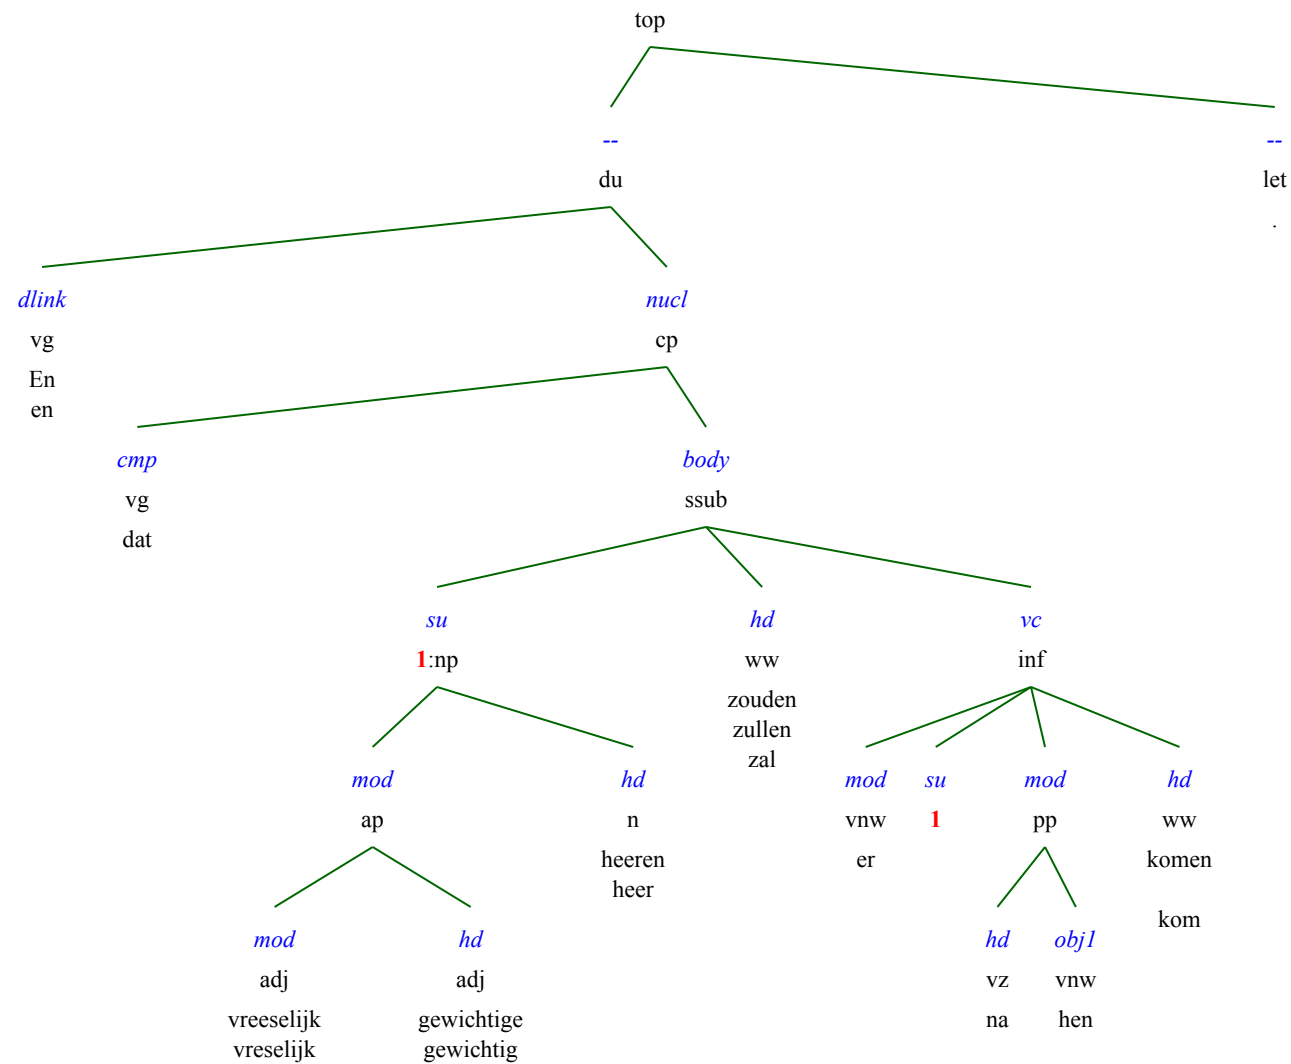 top
-- --
du let
.
dlink nucl
vg cp
En
en
cmp body
vg ssub
dat
su hd vc
1:np ww inf
zouden
zullen
zal
mod hd mod su mod hd
ap n vnw 1 pp ww
heeren er komen
heer
kom
mod hd hd obj1
adj adj vz vnw
vreeselijk gewichtige na hen
vreselijk gewichtig